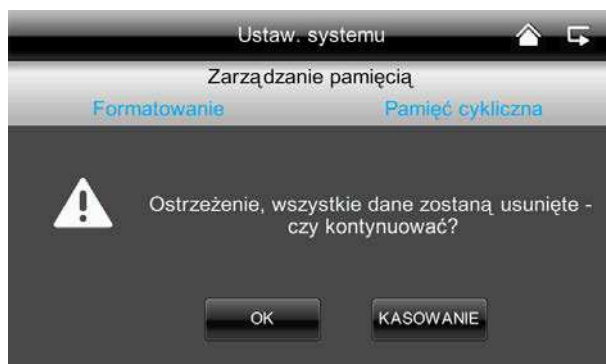 Ustaw. systemu
Zarządzanie pamięcią
Formatowanie Pamięć cykliczna
Ostrzeżenie, wszystkie dane zostaną usunięte -
czy kontynuować?
OK KASOWANIE